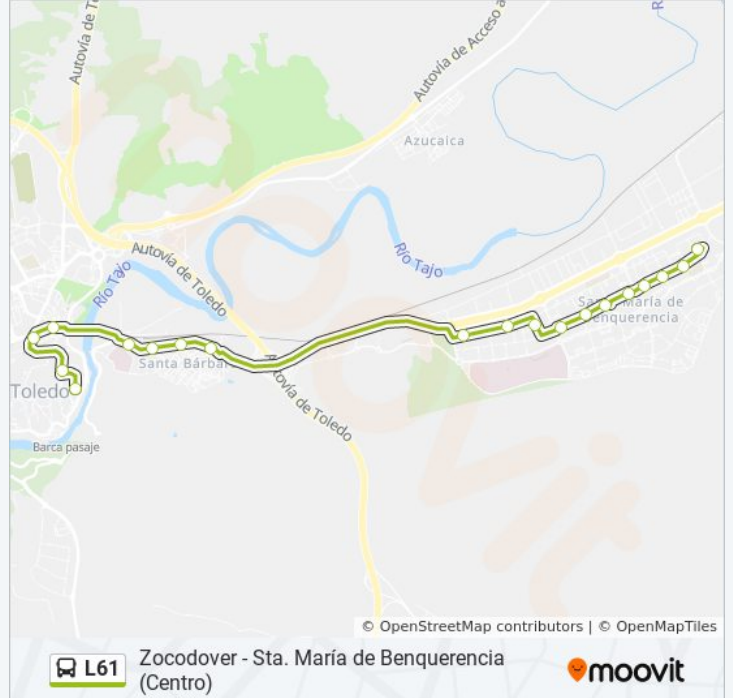 Autovía de T
Autovía de Acceso a
R
Azucaica
Autovía de Toledo
Río Tajo
Río Tajo
Santa María de
Benquerencia
Santa Bárbar
Autovía de Toledo
Toledo
Barca pasaje
© OpenStreetMap contributors | © OpenMapTiles
L61
Zocodover - Sta. María de Benquerencia
(Centro)
moovit